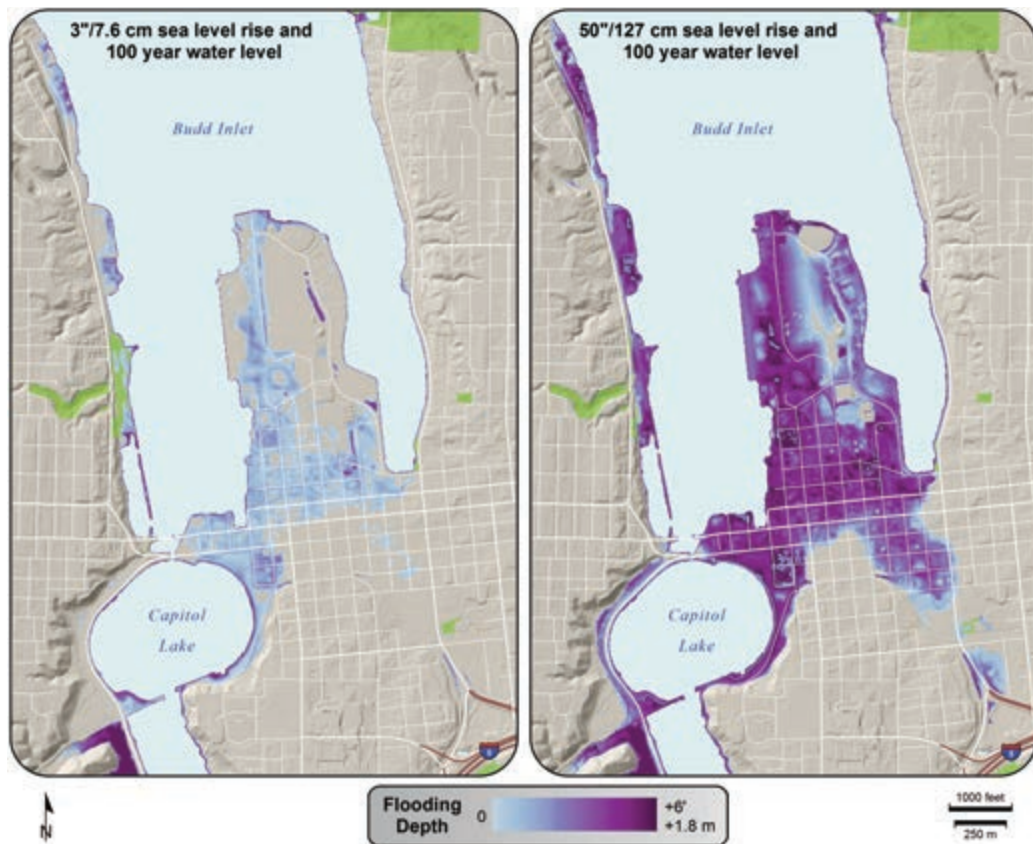 3"/7.6 cm sea level rise and
100 year water level
Budd Inlet
Capitol
Lake
5
50"/127 cm sea level rise and
100 year water level
Budd Inlet
Capitol
Lake
5
N
Flooding
Depth
0
+6'
+1.8 m
1000 feet
250 m